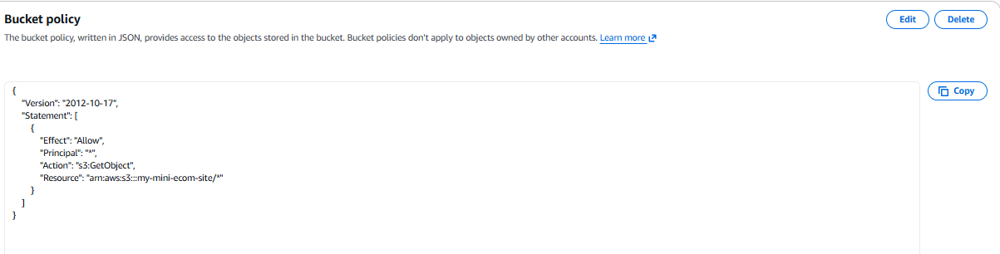 Bucket policy
Edit
Delete
The bucket policy, written in JSON, provides access to the objects stored in the bucket. Bucket policies don't apply to objects owned by other accounts. Learn more
Copy
{
"Version": "2012-10-17",
"Statement": [
{
"Effect": "Allow",
"Principal": "*",
"Action": "s3:GetObject",
"Resource": "arn:aws:s3:::my-mini-ecom-site/*"
}
]
}